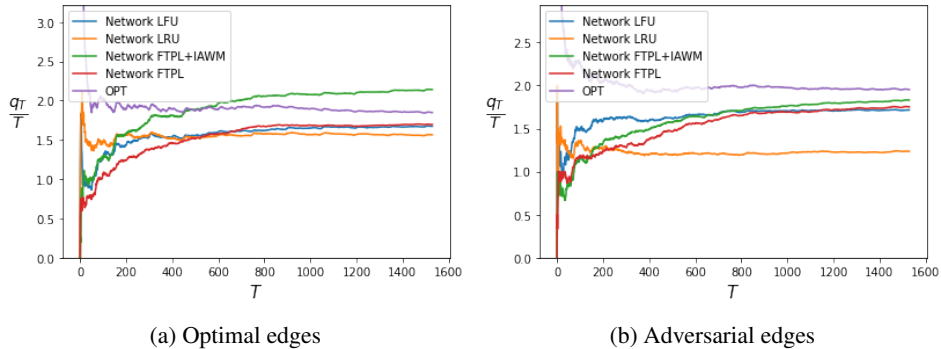 3.0
2.5
2.0
1.5
1.0
0.5
0.0
q_T
T
Network LFU
Network LRU
Network FTPL+IAWM
Network FTPL
OPT
0 200 400 600 800 1000 1200 1400 1600
T
(a) Optimal edges
2.5
2.0
1.5
1.0
0.5
0.0
q_T
T
Network LFU
Network LRU
Network FTPL+IAWM
Network FTPL
OPT
0 200 400 600 800 1000 1200 1400 1600
T
(b) Adversarial edges